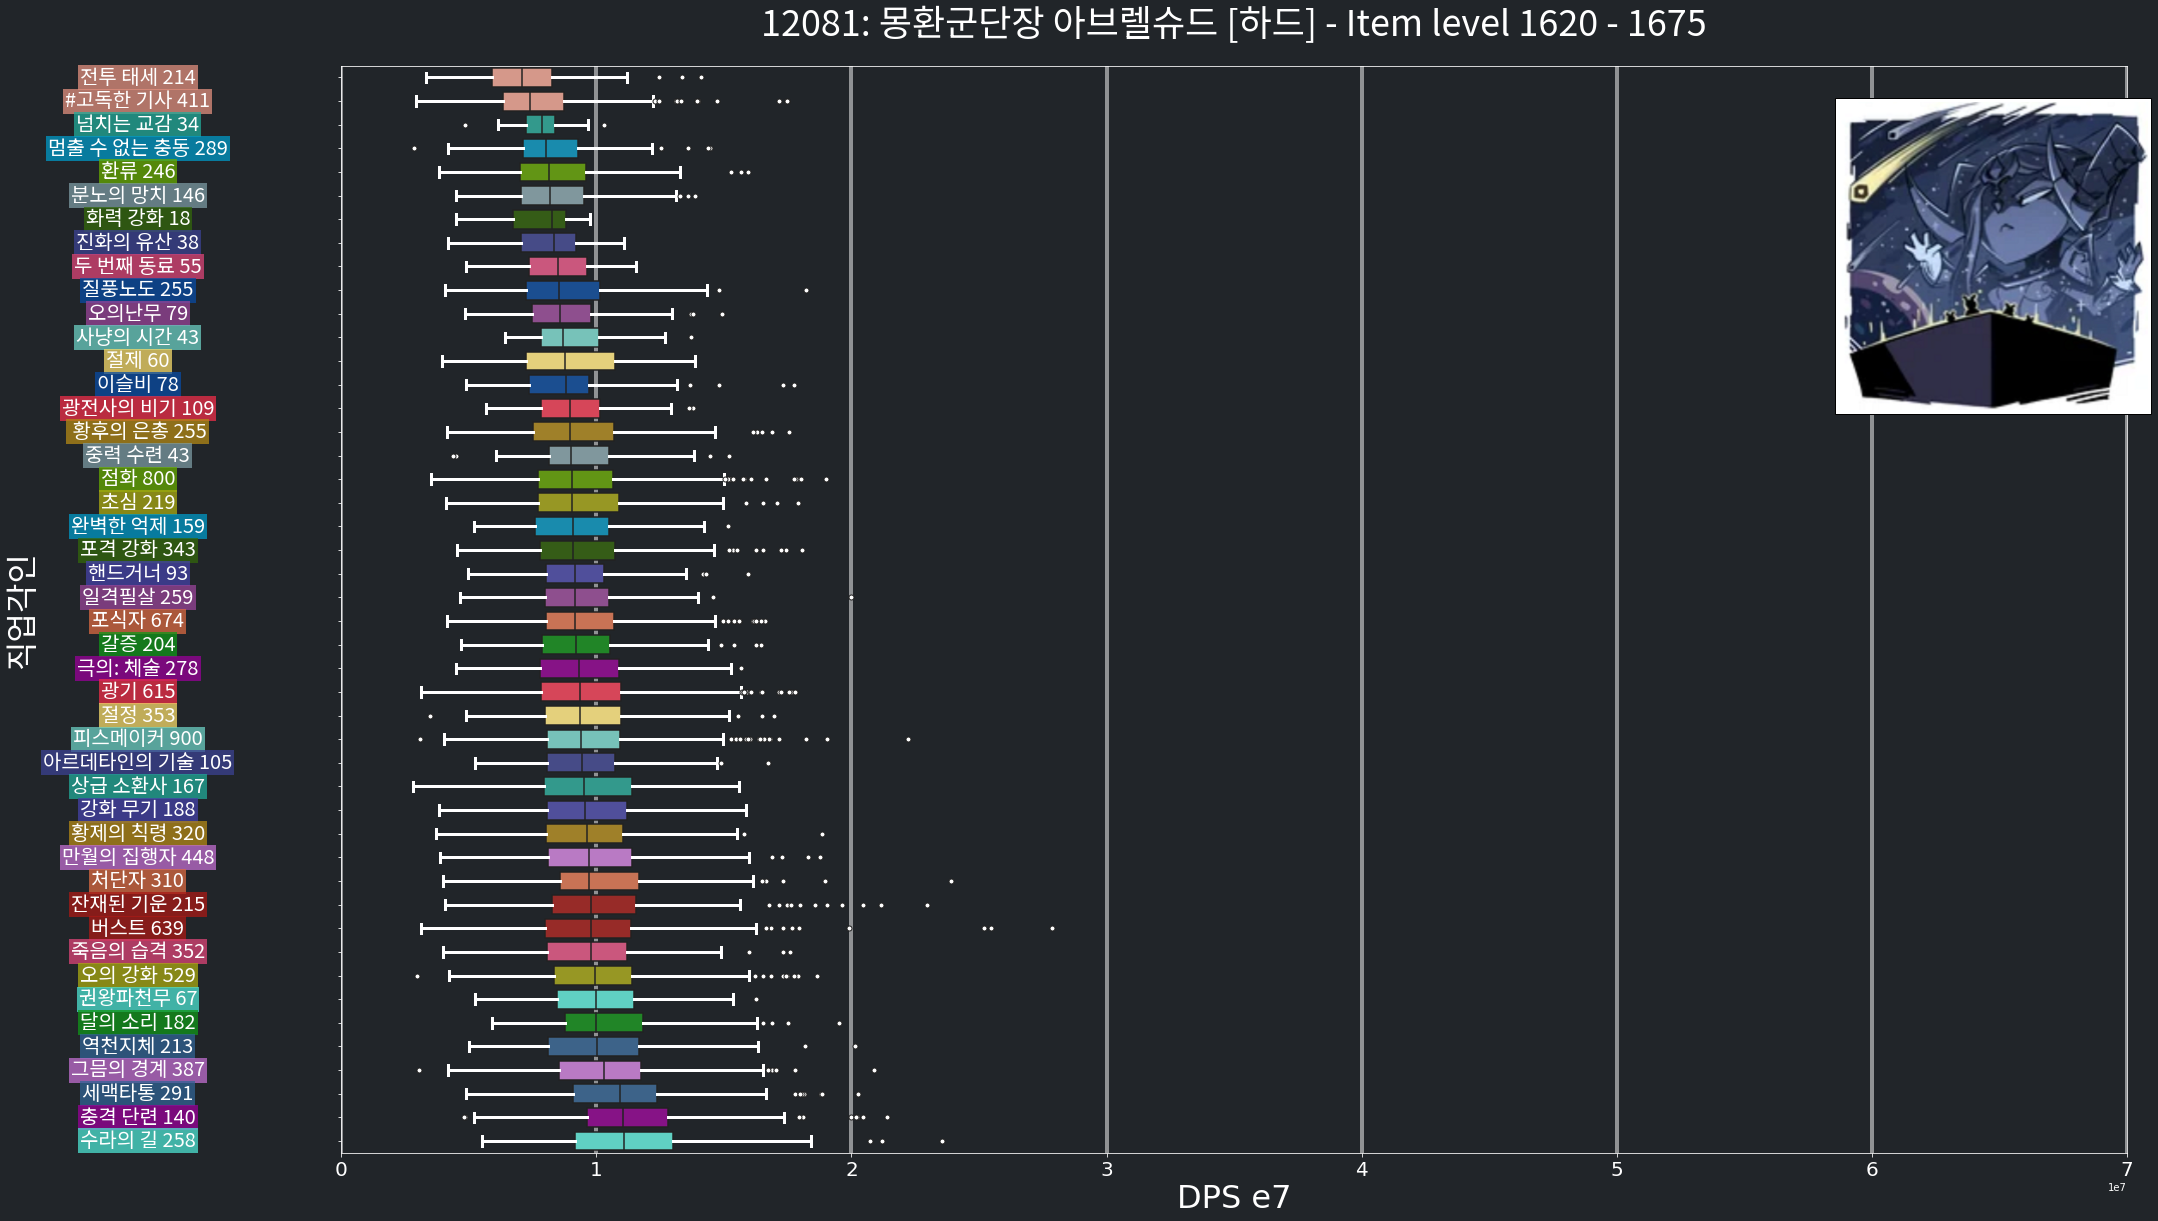 12081: 몽환군단장 아브렐슈드 [하드] - Item level 1620 - 1675
직업각인
전투 태세 214
#고독한 기사 411
넘치는 교감 34
멈출 수 없는 충동 289
환류 246
분노의 망치 146
화력 강화 18
진화의 유산 38
두 번째 동료 55
질풍노도 255
오의난무 79
사냥의 시간 43
절제 60
이슬비 78
광전사의 비기 109
황후의 은총 255
중력 수련 43
점화 800
초심 219
완벽한 억제 159
포격 강화 343
핸드거너 93
일격필살 259
포식자 674
갈증 204
극의: 체술 278
광기 615
절정 353
피스메이커 900
아르데타인의 기술 105
상급 소환사 167
강화 무기 188
황제의 칙령 320
만월의 집행자 448
처단자 310
잔재된 기운 215
버스트 639
죽음의 습격 352
오의 강화 529
권왕파천무 67
달의 소리 182
역천지체 213
그믐의 경계 387
세맥타통 291
충격 단련 140
수라의 길 258
0 1 2 3 4 5 6 7
1e7
DPS e7